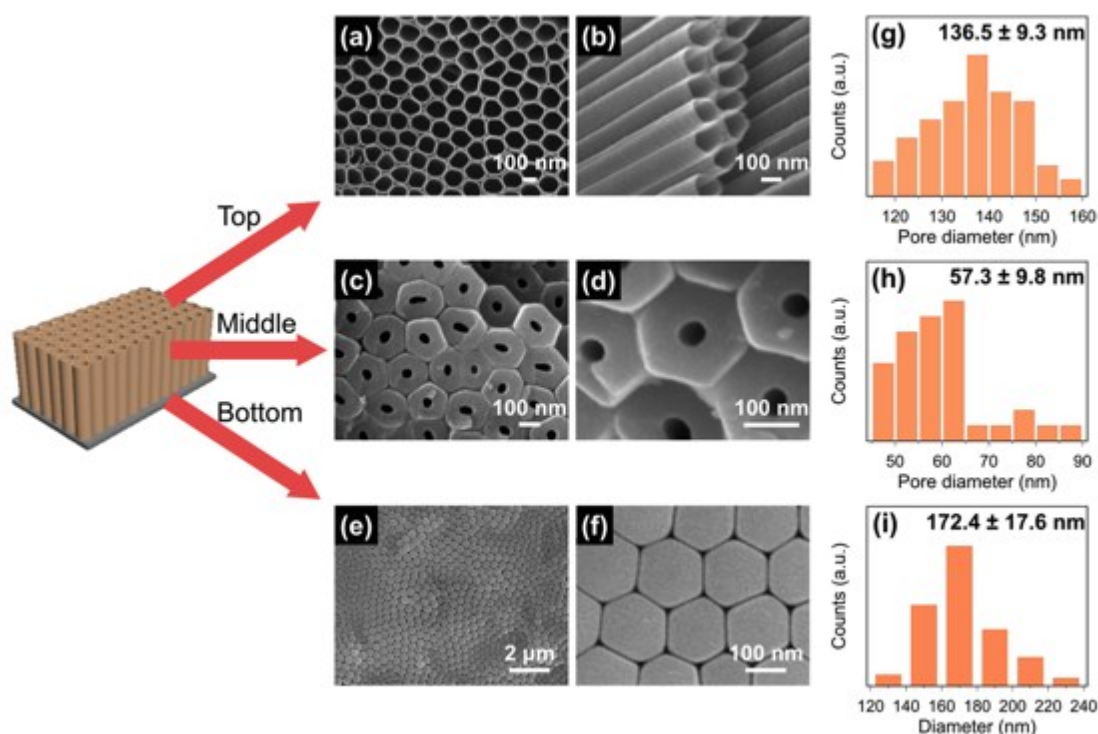 Top
Middle
Bottom
(a)
100 nm
(b)
100 nm
(g)
136.5 ± 9.3 nm
Counts (a.u.)
120 130 140 150 160
Pore diameter (nm)
(c)
100 nm
(d)
100 nm
(h)
57.3 ± 9.8 nm
Counts (a.u.)
50 60 70 80 90
Pore diameter (nm)
(e)
2 µm
(f)
100 nm
(i)
172.4 ± 17.6 nm
Counts (a.u.)
120 140 160 180 200 220 240
Diameter (nm)